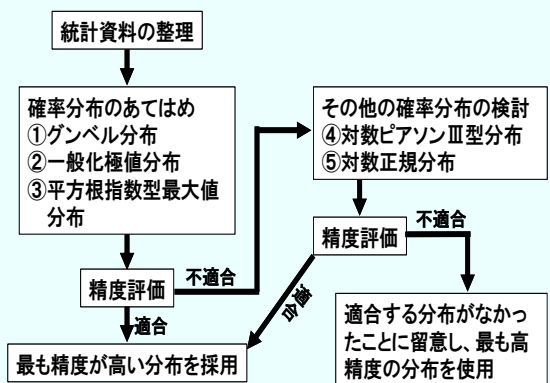 統計資料の整理
確率分布のあてはめ
①グンベル分布
②一般化極値分布
③平方根指数型最大値
分布
精度評価
不適合
適合
最も精度が高い分布を採用
その他の確率分布の検討
④対数ピアソンⅢ型分布
⑤対数正規分布
精度評価
不適合
適合
適合する分布がなかっ
たことに留意し、最も高
精度の分布を使用